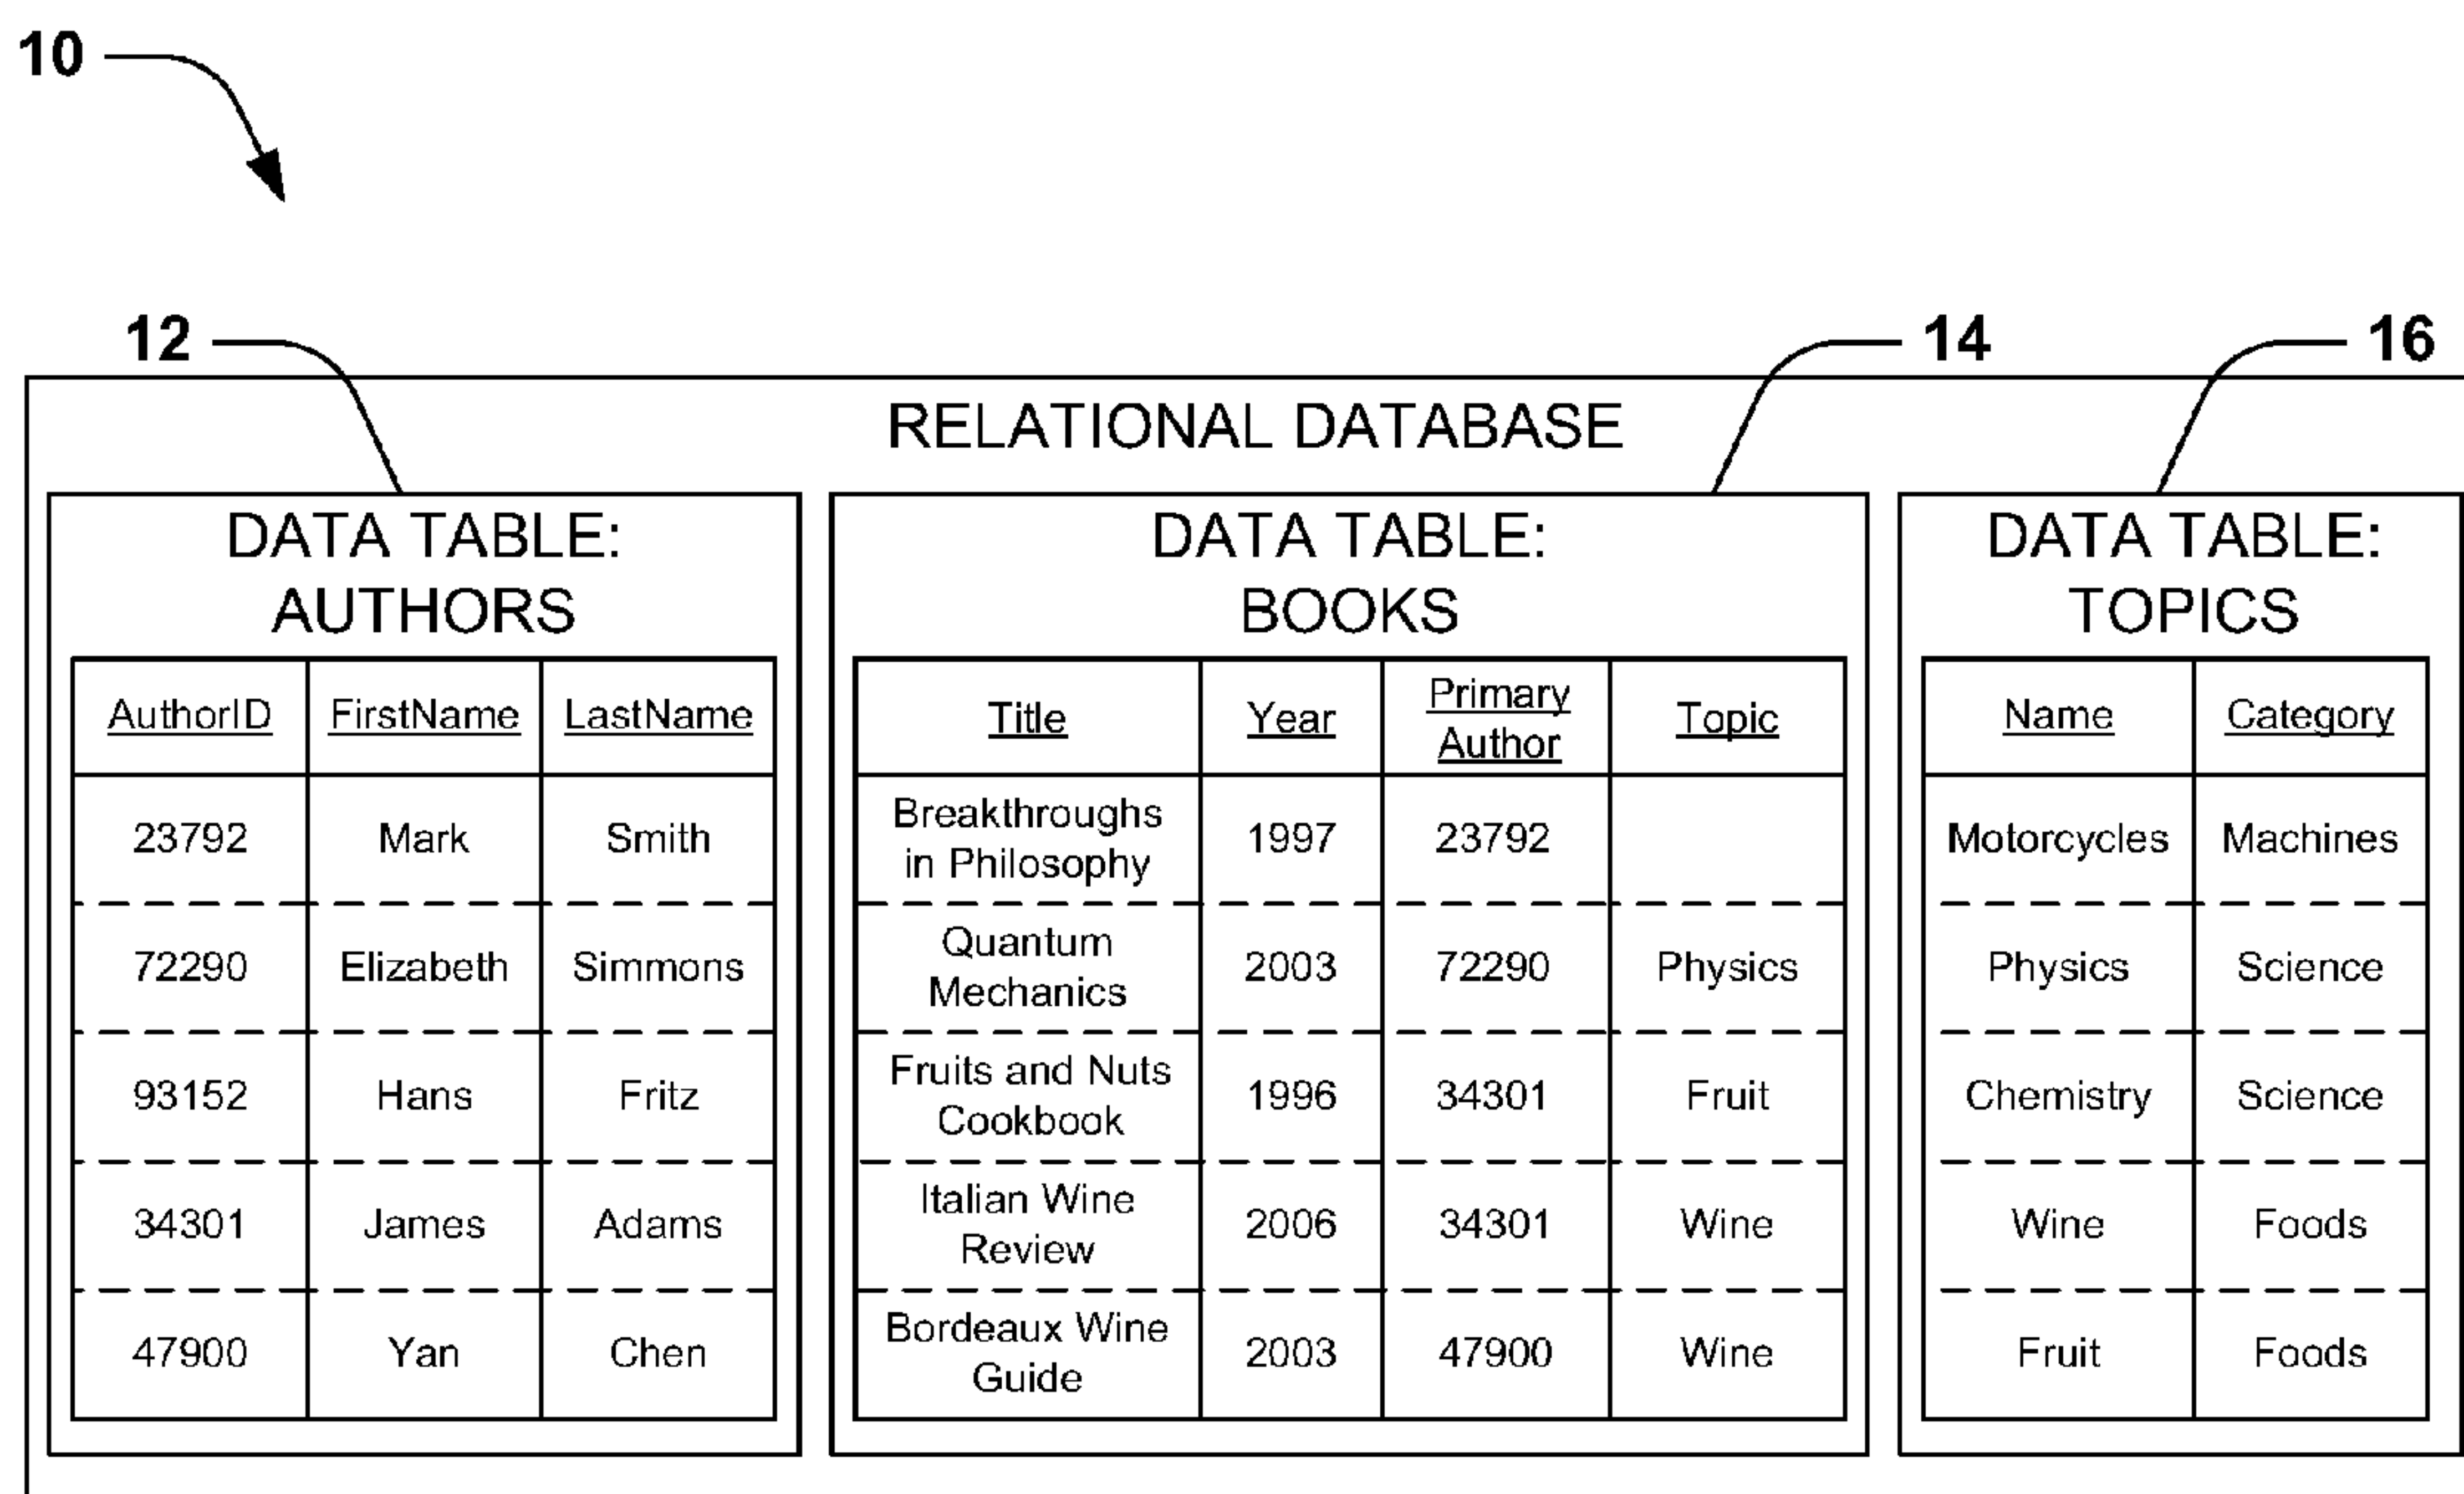 10
12
14
16
RELATIONAL DATABASE
DATA TABLE:
AUTHORS
AuthorID FirstName LastName
23792 Mark Smith
72290 Elizabeth Simmons
93152 Hans Fritz
34301 James Adams
47900 Yan Chen
DATA TABLE:
BOOKS
Title Year Primary Author Topic
Breakthroughs
in Philosophy 1997 23792
Quantum
Mechanics 2003 72290 Physics
Fruits and Nuts
Cookbook 1996 34301 Fruit
Italian Wine
Review 2006 34301 Wine
Bordeaux Wine
Guide 2003 47900 Wine
DATA TABLE:
TOPICS
Name Category
Motorcycles Machines
Physics Science
Chemistry Science
Wine Foods
Fruit Foods